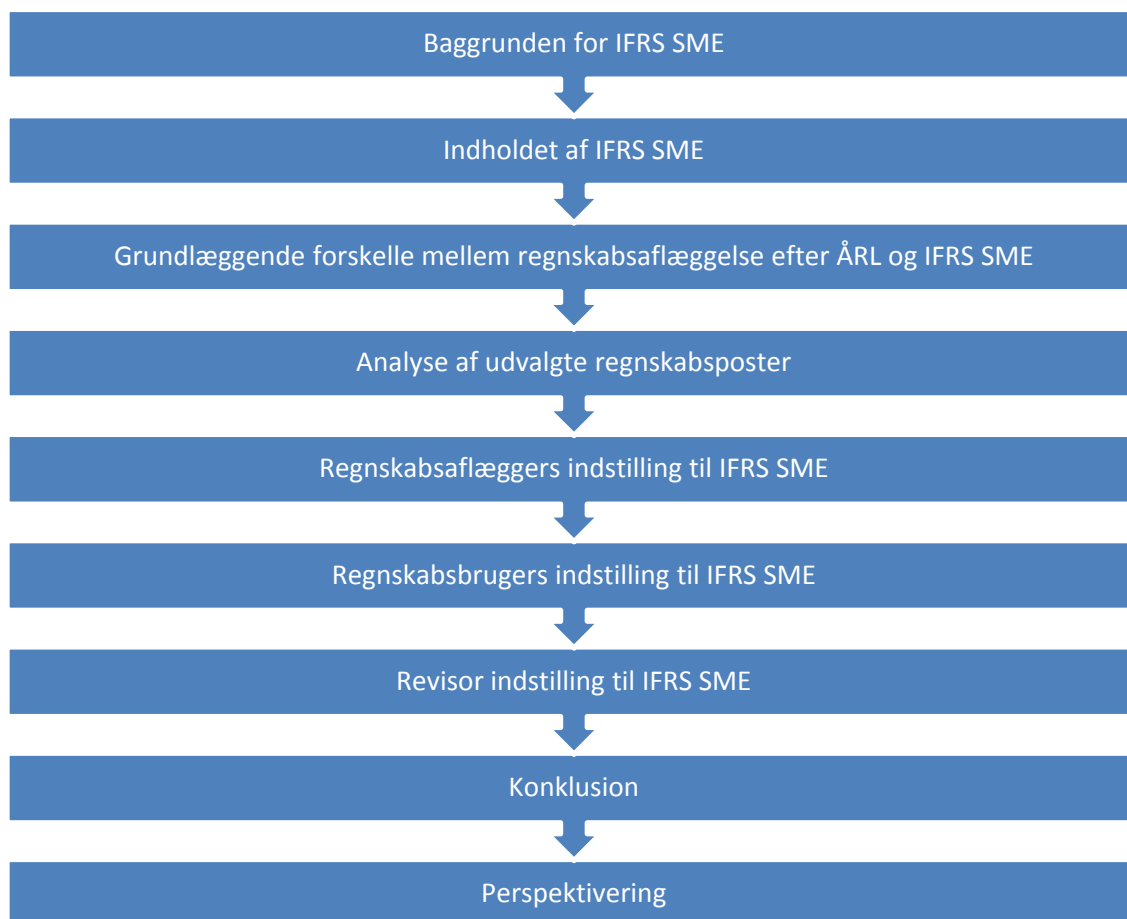 Baggrunden for IFRS SME
Indholdet af IFRS SME
Grundlæggende forskelle mellem regnskabsaflæggelse efter ÅRL og IFRS SME
Analyse af udvalgte regnskabsposter
Regnskabsaflæggers indstilling til IFRS SME
Regnskabsbrugers indstilling til IFRS SME
Revisor indstilling til IFRS SME
Konklusion
Perspektivering